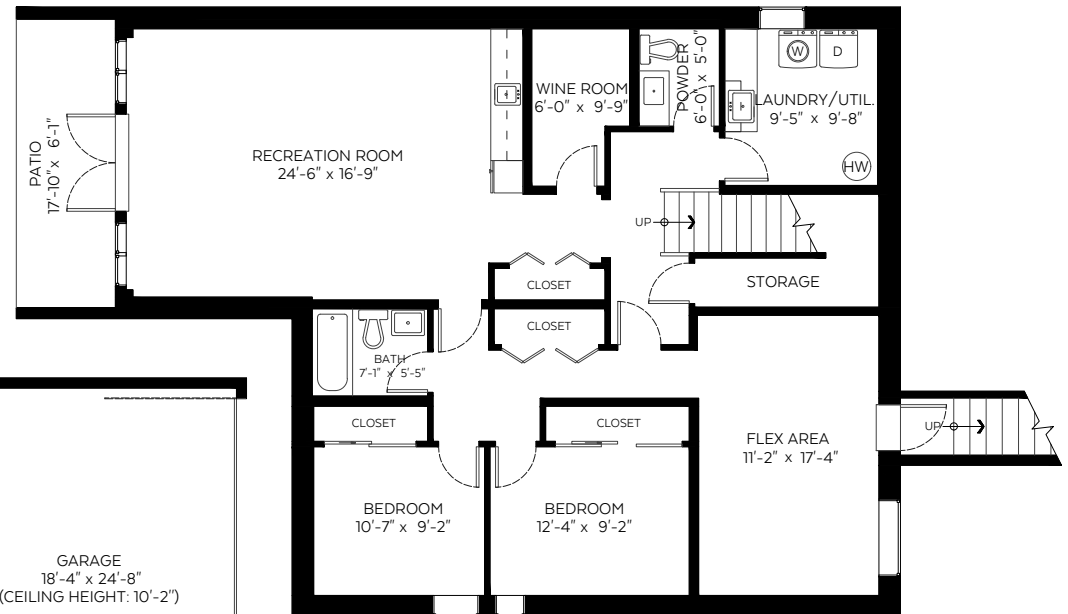 PATIO
17'-10" x 6'-1"
RECREATION ROOM
24'-6" x 16'-9"
WINE ROOM
6'-0" x 9'-9"
POWDER
6'-0" x 5'-0"
W
D
LAUNDRY/UTIL.
9'-5" x 9'-8"
HW
UP
STORAGE
CLOSET
CLOSET
BATH
7'-1" x 5'-5"
CLOSET
CLOSET
FLEX AREA
11'-2" x 17'-4"
UP
BEDROOM
10'-7" x 9'-2"
BEDROOM
12'-4" x 9'-2"
GARAGE
18'-4" x 24'-8"
(CEILING HEIGHT: 10'-2")